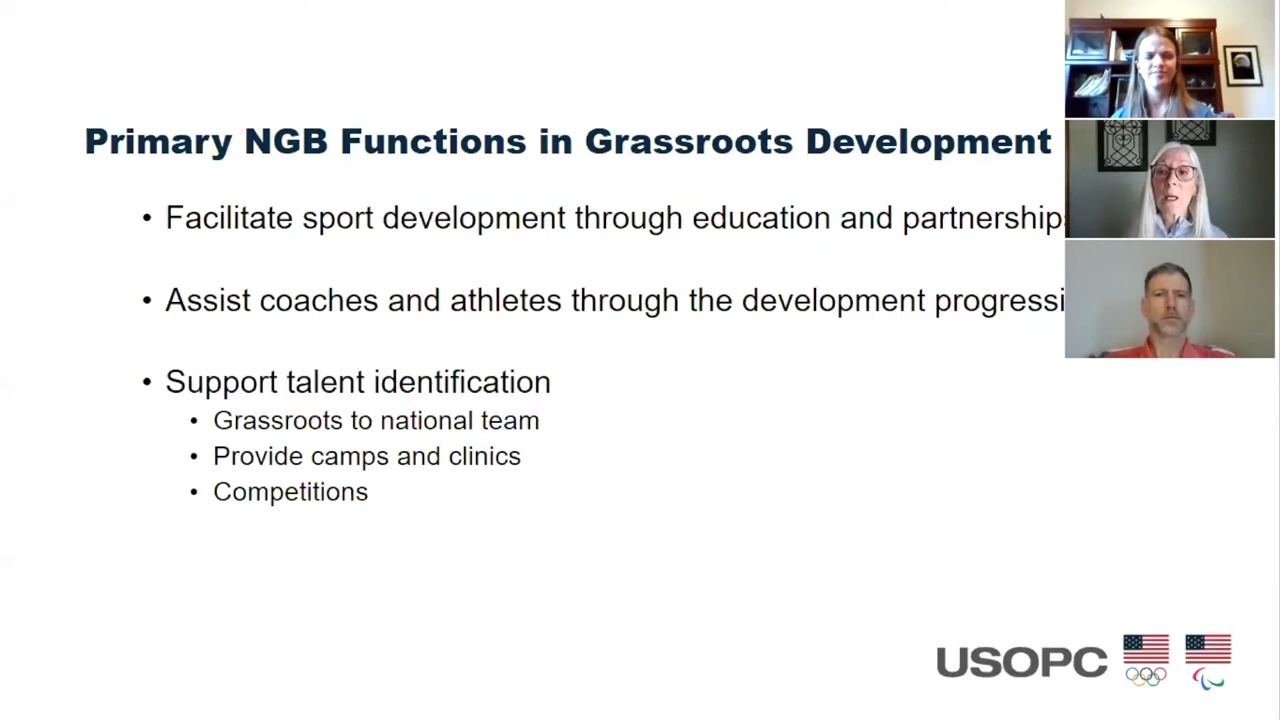 Primary NGB Functions in Grassroots Development
• Facilitate sport development through education and partnership
• Assist coaches and athletes through the development progressi
• Support talent identification
• Grassroots to national team
• Provide camps and clinics
• Competitions
USOPC